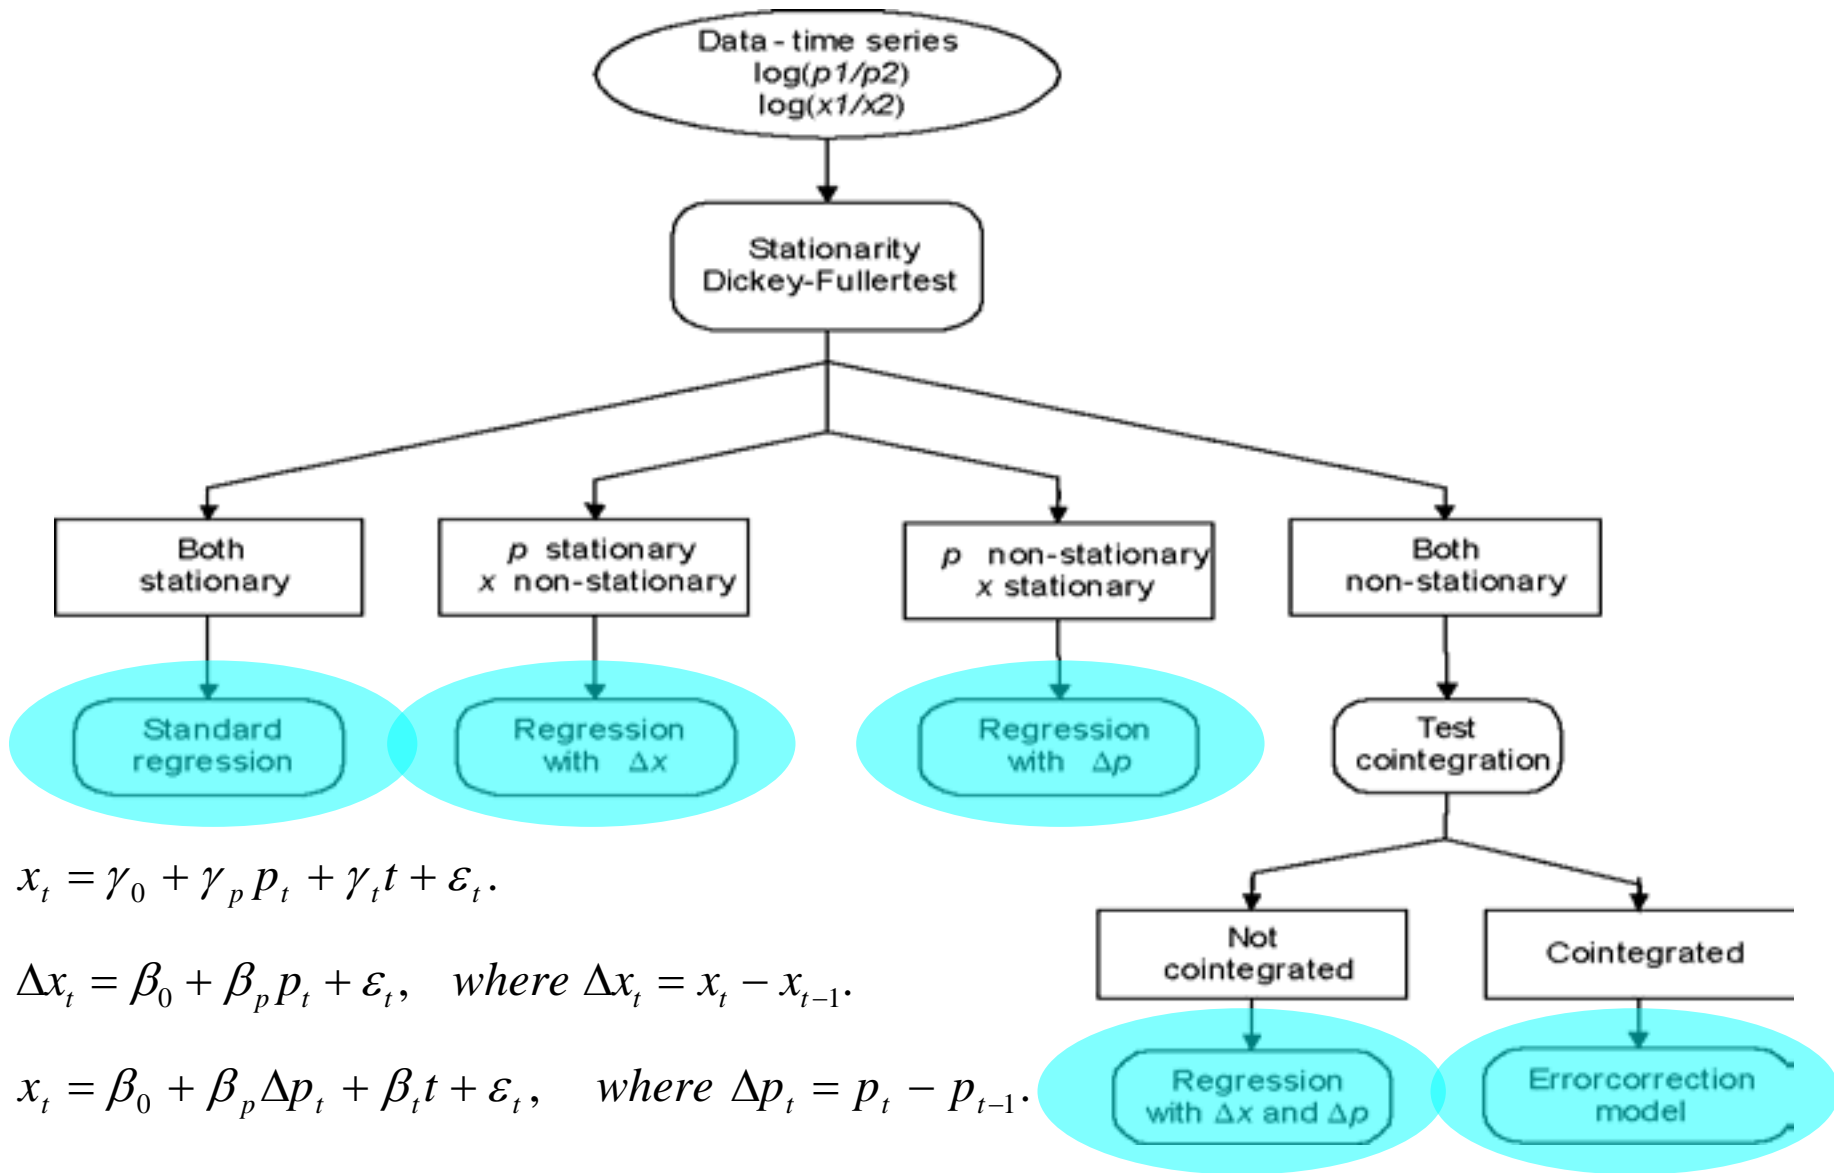 Data - time series
log(p1/p2)
log(x1/x2)
Stationarity
Dickey-Fullertest
Both
stationary
p stationary
x non-stationary
p non-stationary
x stationary
Both
non-stationary
Standard
regression
Regression
with Δx
Regression
with Δp
Test
cointegration
Not
cointegrated
Cointegrated
Regression
with Δx and Δp
Errorcorrection
model
x_t = γ_0 + γ_p p_t + γ_t t + ε_t.
Δx_t = β_0 + β_p p_t + ε_t, where Δx_t = x_t − x_{t−1}.
x_t = β_0 + β_p Δp_t + β_t t + ε_t, where Δp_t = p_t − p_{t−1}.